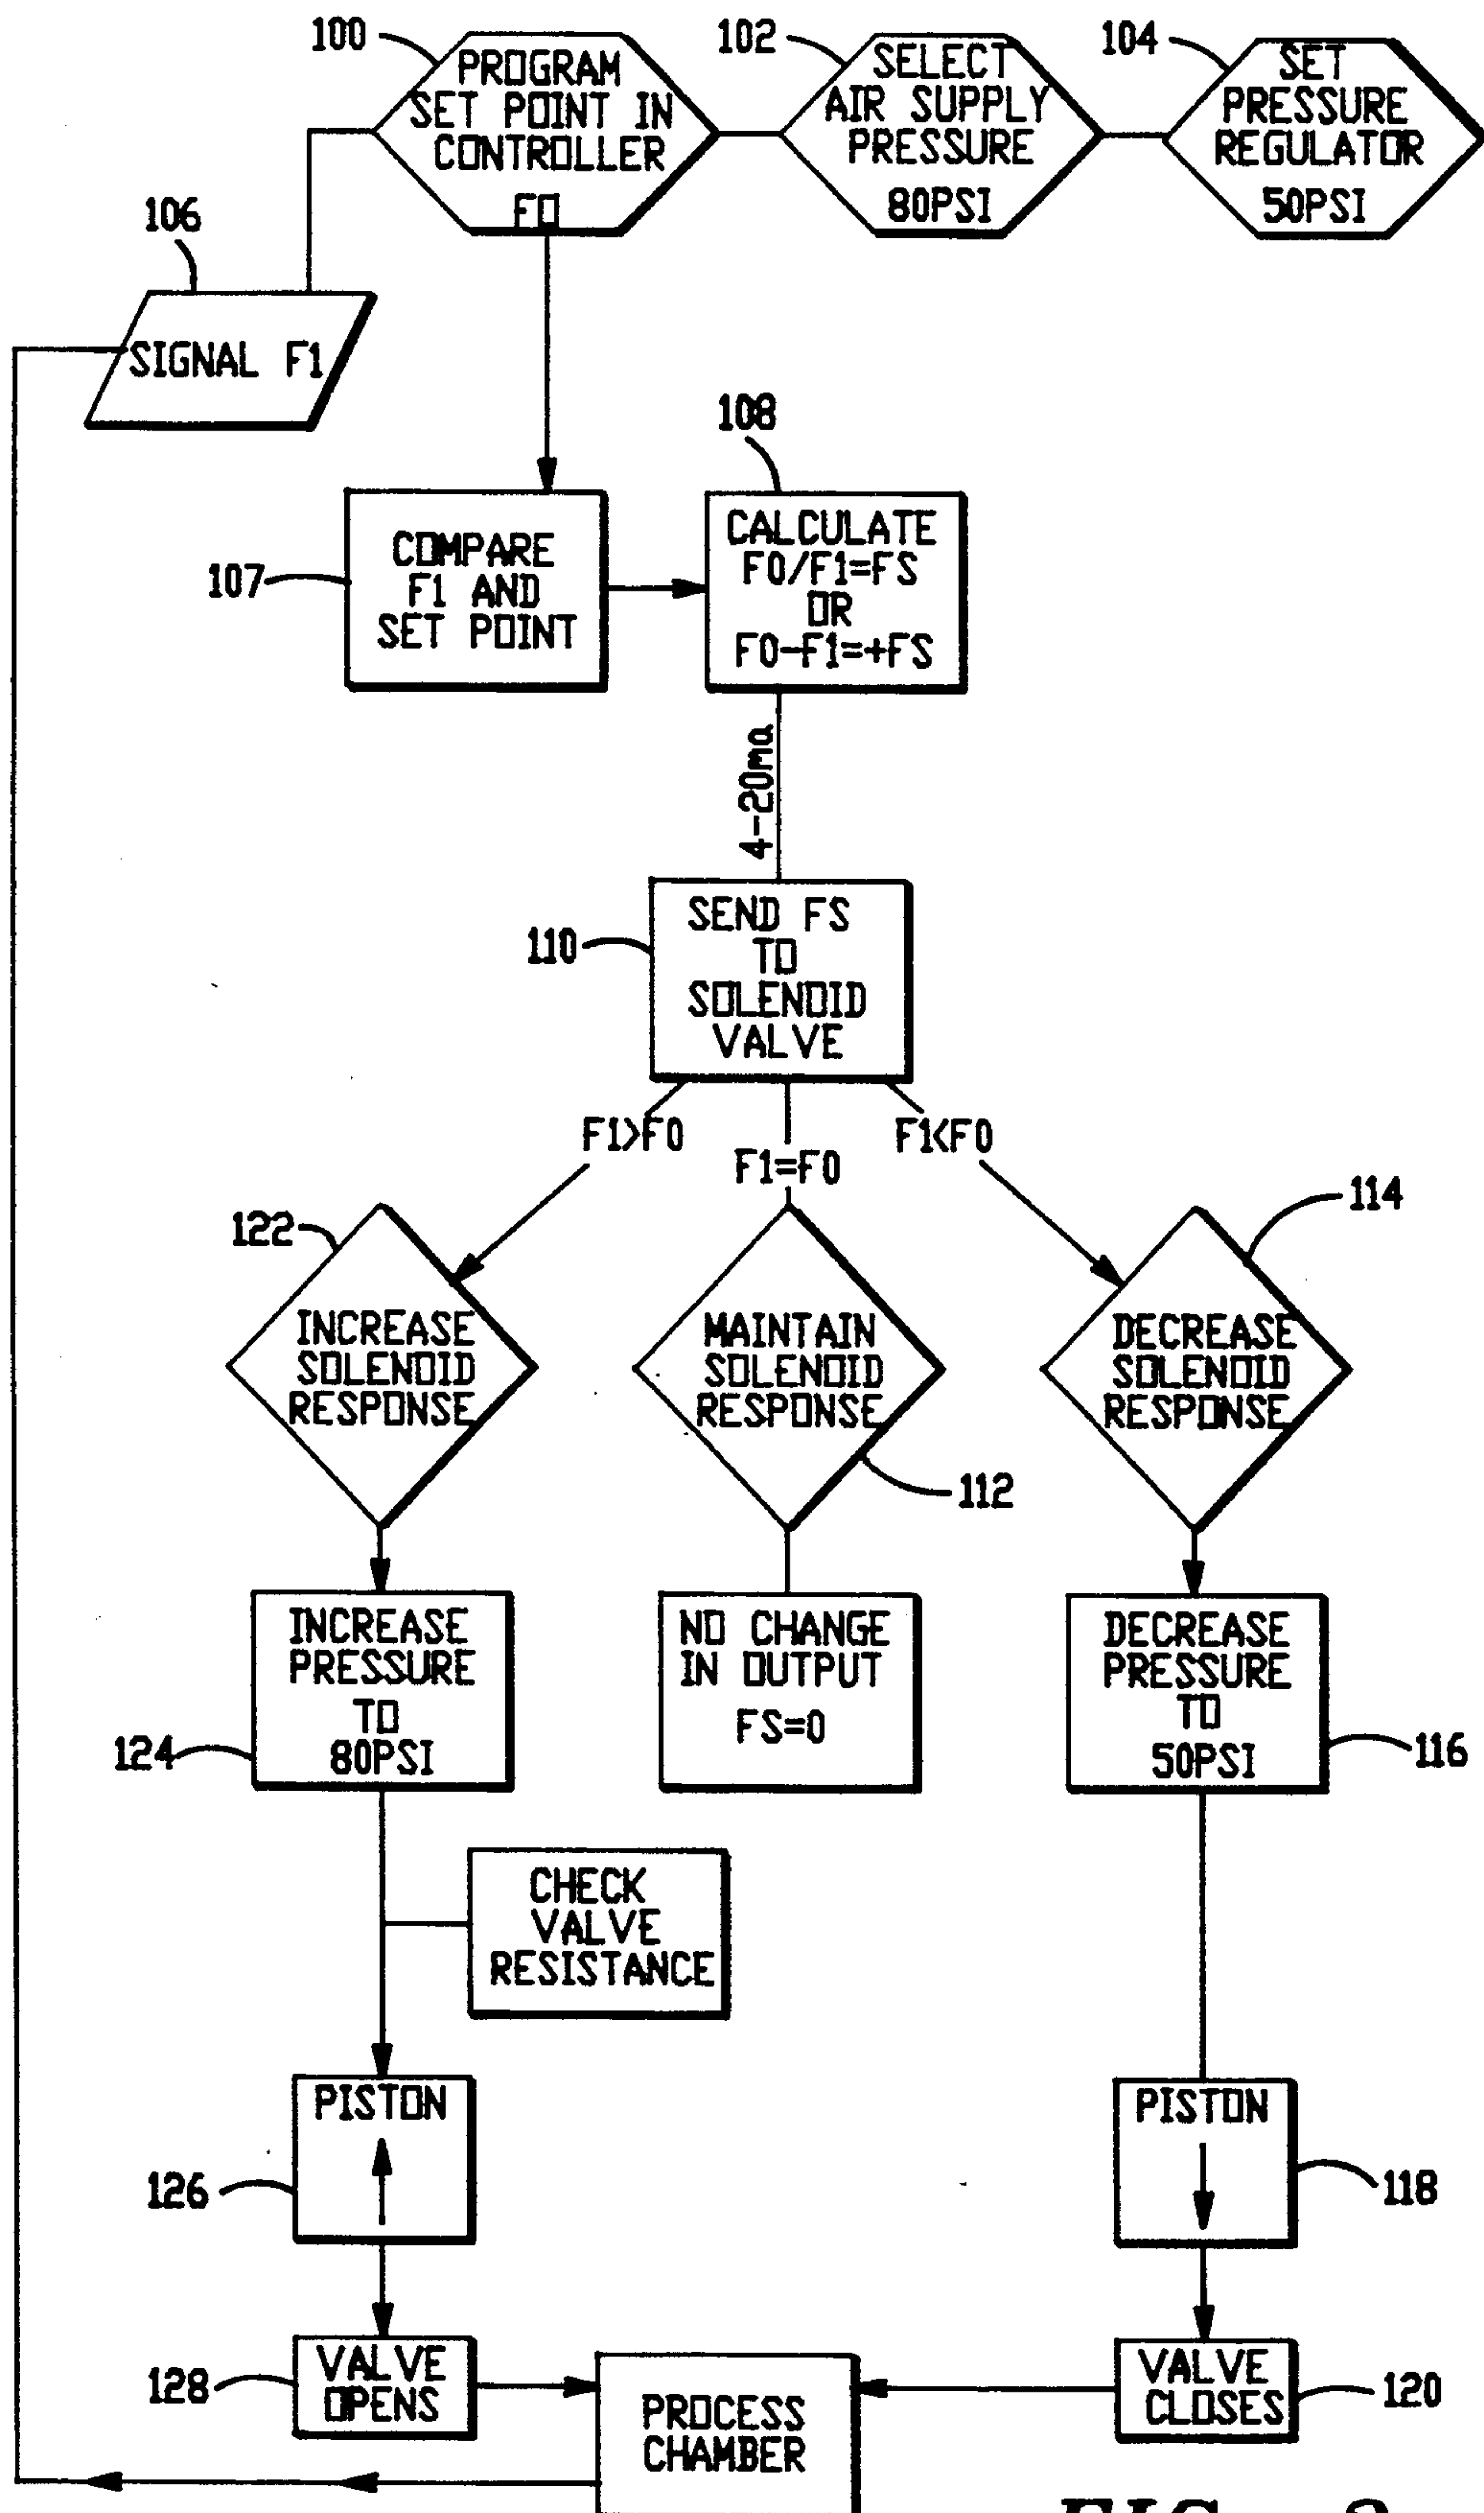 100
PROGRAM
SET POINT IN
CONTROLLER
F0
102
SELECT
AIR SUPPLY
PRESSURE
80PSI
104
SET
PRESSURE
REGULATOR
50PSI
106
SIGNAL F1
107
COMPARE
F1 AND
SET POINT
108
CALCULATE
F0/F1=FS
OR
F0-F1=+FS
4-20ma
110
SEND FS
TO
SOLENOID
VALVE
F1>F0
F1=F0
F1<F0
122
INCREASE
SOLENOID
RESPONSE
MAINTAIN
SOLENOID
RESPONSE
112
114
DECREASE
SOLENOID
RESPONSE
INCREASE
PRESSURE
TO
80PSI
124
NO CHANGE
IN OUTPUT
FS=0
DECREASE
PRESSURE
TO
50PSI
116
CHECK
VALVE
RESISTANCE
PISTON
126
PISTON
118
128
VALVE
OPENS
PROCESS
CHAMBER
VALVE
CLOSES
120